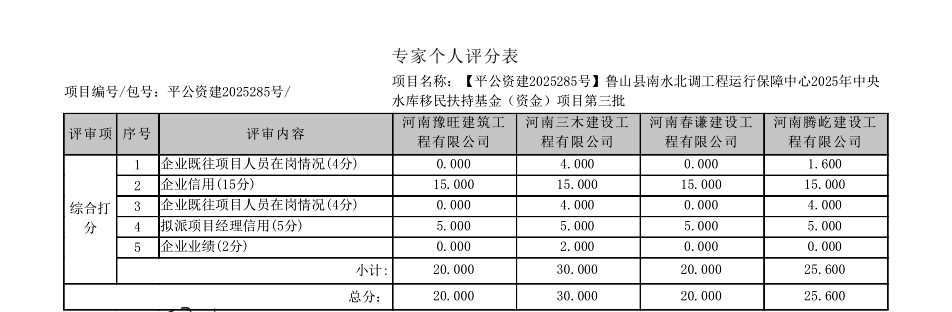 专家个人评分表
项目编号/包号：平公资建2025285号/
项目名称：【平公资建2025285号】鲁山县南水北调工程运行保障中心2025年中央
水库移民扶持基金（资金）项目第三批
评审项 序号 评审内容 河南豫旺建筑工程有限公司 河南三木建设工程有限公司 河南春谦建设工程有限公司 河南腾屹建设工程有限公司
综合打分
1 企业既往项目人员在岗情况(4分) 0.000 4.000 0.000 1.600
2 企业信用(15分) 15.000 15.000 15.000 15.000
3 企业既往项目人员在岗情况(4分) 0.000 4.000 0.000 4.000
4 拟派项目经理信用(5分) 5.000 5.000 5.000 5.000
5 企业业绩(2分) 0.000 2.000 0.000 0.000
小计: 20.000 30.000 20.000 25.600
总分: 20.000 30.000 20.000 25.600